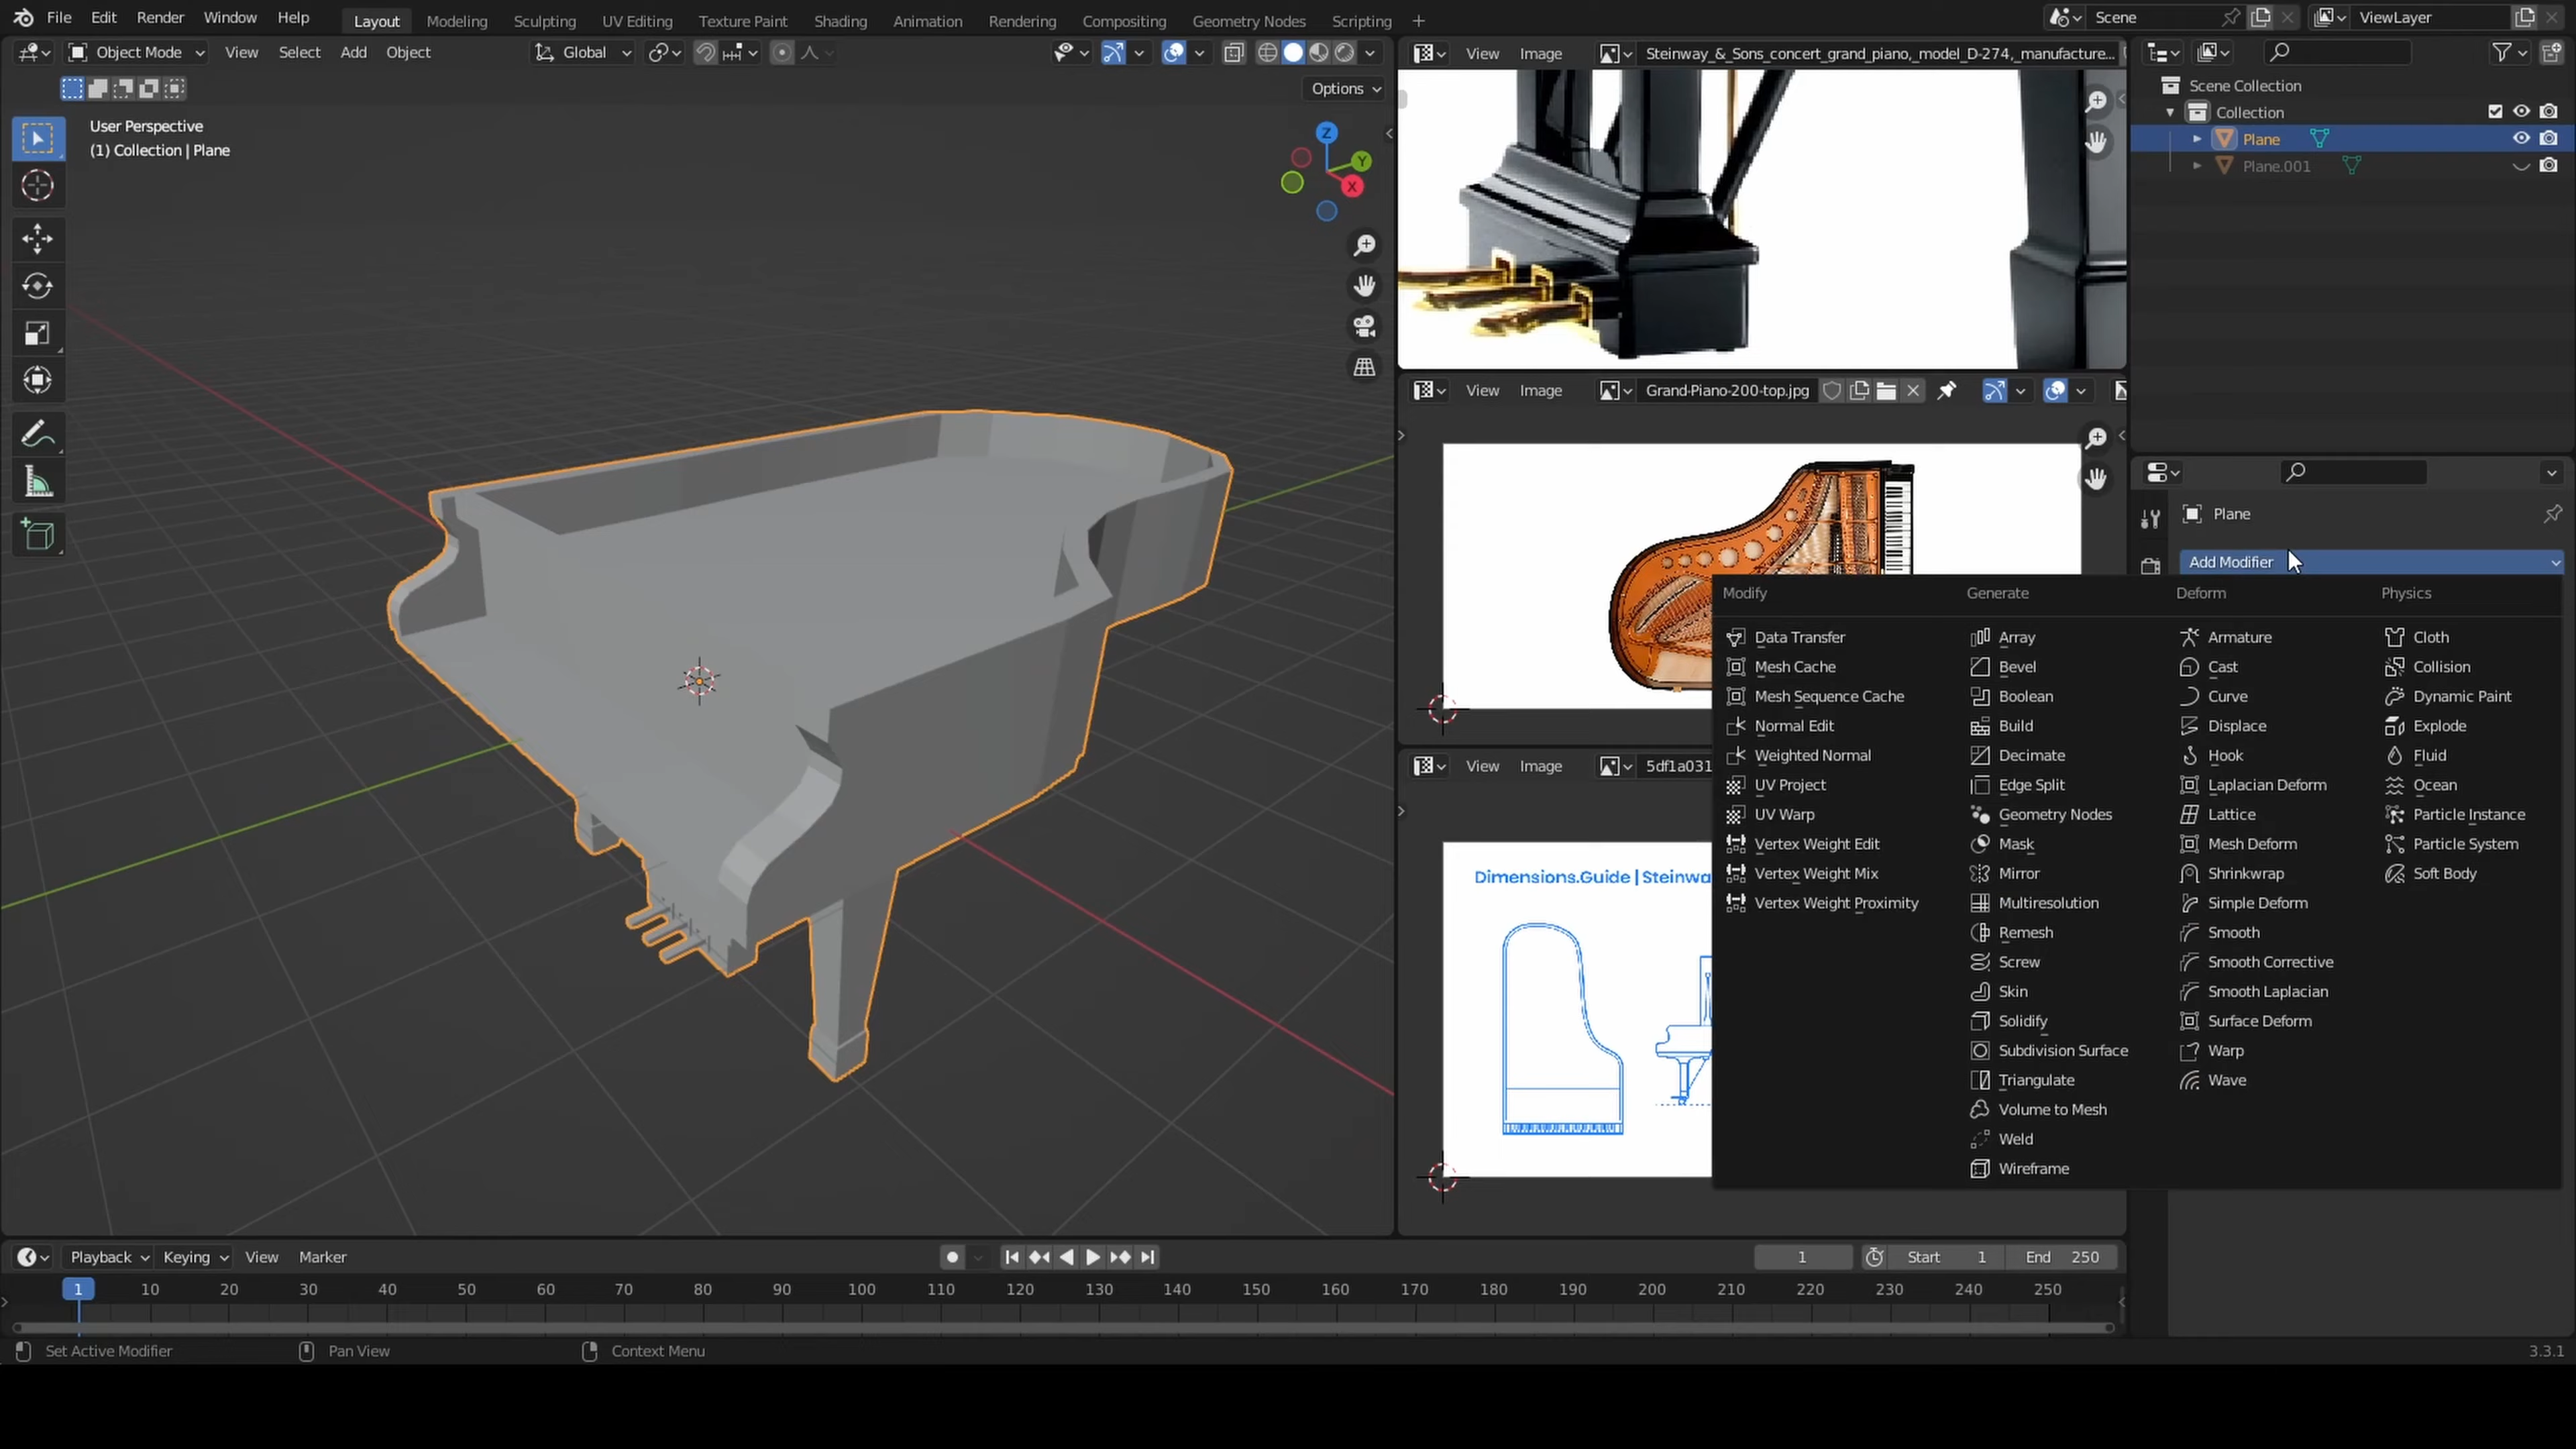 File Edit Render Window Help Layout Modeling Sculpting UV Editing Texture Paint Shading Animation Rendering Compositing Geometry Nodes Scripting + Scene ViewLayer
Object Mode View Select Add Object Global
Options
User Perspective
(1) Collection | Plane
Z
Y
X
View Image Steinway_&_Sons_concert_grand_piano,_model_D-274,_manufacture...
View Image Grand-Piano-200-top.jpg
View Image 5df1a031
Dimensions.Guide | Steinwa
Scene Collection
Collection
Plane
Plane.001
Plane
Add Modifier
Modify Generate Deform Physics
Data Transfer Array Armature Cloth
Mesh Cache Bevel Cast Collision
Mesh Sequence Cache Boolean Curve Dynamic Paint
Normal Edit Build Displace Explode
Weighted Normal Decimate Hook Fluid
UV Project Edge Split Laplacian Deform Ocean
UV Warp Geometry Nodes Lattice Particle Instance
Vertex Weight Edit Mask Mesh Deform Particle System
Vertex Weight Mix Mirror Shrinkwrap Soft Body
Vertex Weight Proximity Multiresolution Simple Deform
Remesh Smooth
Screw Smooth Corrective
Skin Smooth Laplacian
Solidify Surface Deform
Subdivision Surface Warp
Triangulate Wave
Volume to Mesh
Weld
Wireframe
Playback Keying View Marker 1 Start 1 End 250
1 10 20 30 40 50 60 70 80 90 100 110 120 130 140 150 160 170 180 190 200 210 220 230 240 250
Set Active Modifier Pan View Context Menu 3.3.1